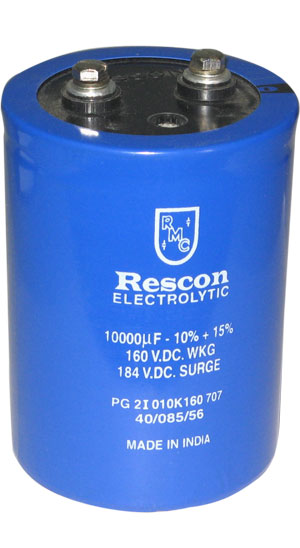 RMC
Rescon
ELECTROLYTIC
10000µF - 10% + 15%
160 V.DC. WKG
184 V.DC. SURGE
PG 2I 010K160 707
40/085/56
MADE IN INDIA